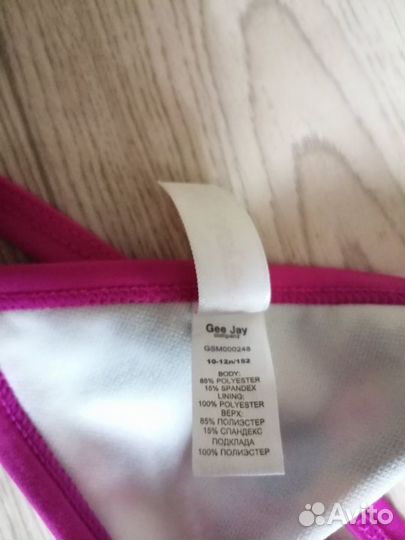 Gee Jay
company
GSM000248
10-12л/152
BODY:
85% POLYESTER
15% SPANDEX
LINING:
100% POLYESTER
ВЕРХ:
85% ПОЛИЭСТЕР
15% СПАНДЕКС
ПОДКЛАДА
100% ПОЛИЭСТЕР
Avito